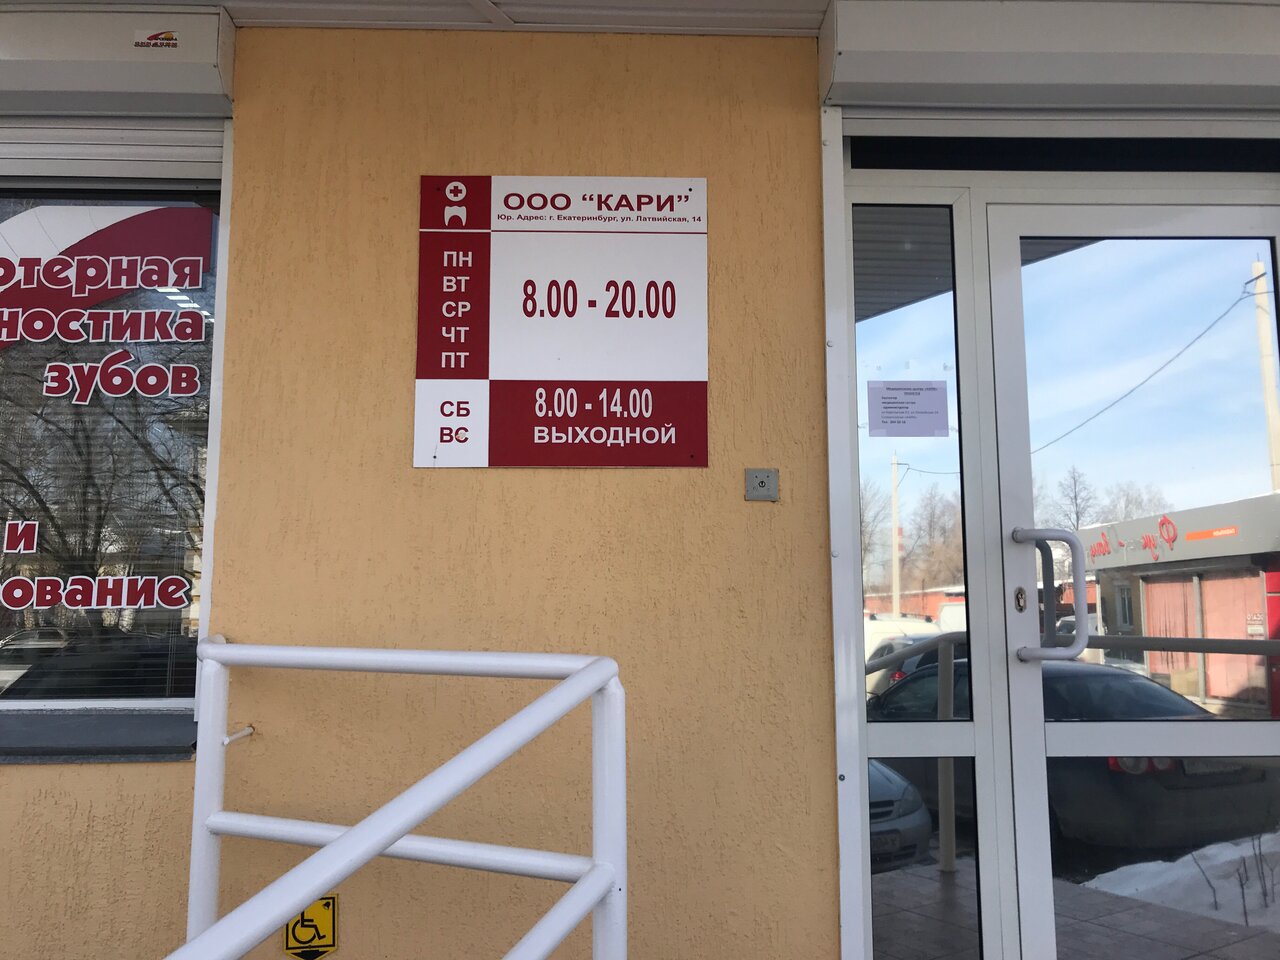 отерная
ностика
зубов
и
ование
ООО “КАРИ”
Юр. Адрес: г. Екатеринбург, ул. Латвийская, 14
ПН
ВТ
СР
ЧТ
ПТ
8.00 - 20.00
СБ 8.00 - 14.00
ВС ВЫХОДНОЙ